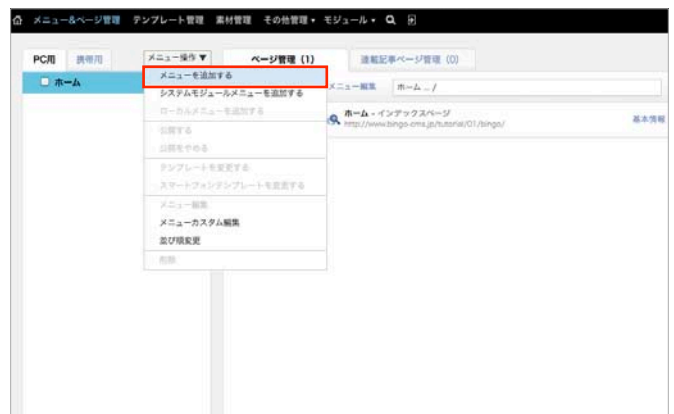 メニュー&ページ管理 テンプレート管理 素材管理 その他管理▼ モジュール▼
PC用 携帯用 メニュー操作▼ ページ管理 (1) 連載記事ページ管理 (0)
ホーム
メニューを追加する
システムモジュールメニューを追加する
ローカルメニューを追加する
公開する
公開をやめる
テンプレートを変更する
スマートフォンテンプレートを変更する
メニュー編集
メニューカスタム編集
並び順変更
削除
メニュー編集 ホーム .. /
ホーム - インデックスページ
http://www.bingo-cms.jp/tutorial/01/bingo/
基本情報